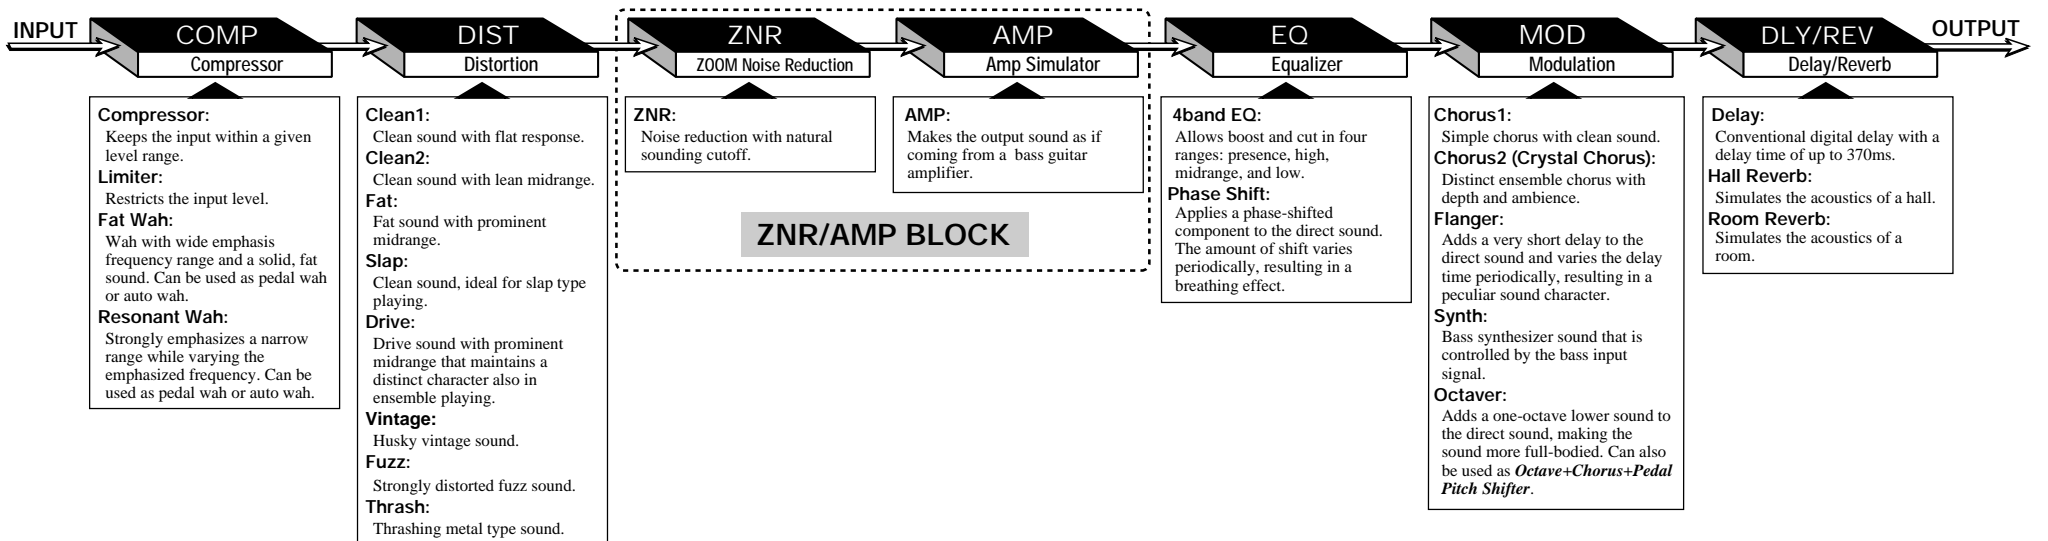 INPUT
COMP
Compressor
DIST
Distortion
ZNR
ZOOM Noise Reduction
AMP
Amp Simulator
EQ
Equalizer
MOD
Modulation
DLY/REV
Delay/Reverb
OUTPUT
Compressor:
Keeps the input within a given
level range.
Limiter:
Restricts the input level.
Fat Wah:
Wah with wide emphasis
frequency range and a solid, fat
sound. Can be used as pedal wah
or auto wah.
Resonant Wah:
Strongly emphasizes a narrow
range while varying the
emphasized frequency. Can be
used as pedal wah or auto wah.
Clean1:
Clean sound with flat response.
Clean2:
Clean sound with lean midrange.
Fat:
Fat sound with prominent
midrange.
Slap:
Clean sound, ideal for slap type
playing.
Drive:
Drive sound with prominent
midrange that maintains a
distinct character also in
ensemble playing.
Vintage:
Husky vintage sound.
Fuzz:
Strongly distorted fuzz sound.
Thrash:
Thrashing metal type sound.
ZNR:
Noise reduction with natural
sounding cutoff.
AMP:
Makes the output sound as if
coming from a bass guitar
amplifier.
ZNR/AMP BLOCK
4band EQ:
Allows boost and cut in four
ranges: presence, high,
midrange, and low.
Phase Shift:
Applies a phase-shifted
component to the direct sound.
The amount of shift varies
periodically, resulting in a
breathing effect.
Chorus1:
Simple chorus with clean sound.
Chorus2 (Crystal Chorus):
Distinct ensemble chorus with
depth and ambience.
Flanger:
Adds a very short delay to the
direct sound and varies the delay
time periodically, resulting in a
peculiar sound character.
Synth:
Bass synthesizer sound that is
controlled by the bass input
signal.
Octaver:
Adds a one-octave lower sound to
the direct sound, making the
sound more full-bodied. Can also
be used as Octave+Chorus+Pedal
Pitch Shifter.
Delay:
Conventional digital delay with a
delay time of up to 370ms.
Hall Reverb:
Simulates the acoustics of a hall.
Room Reverb:
Simulates the acoustics of a
room.